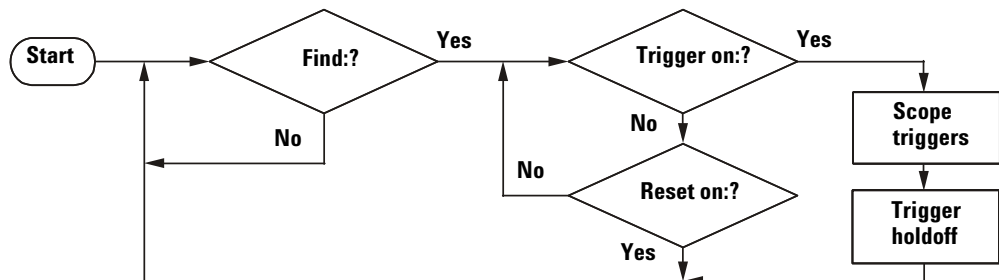 Start
Find:?
Yes
No
Trigger on:?
Yes
No
Reset on:?
No
Yes
Scope
triggers
Trigger
holdoff